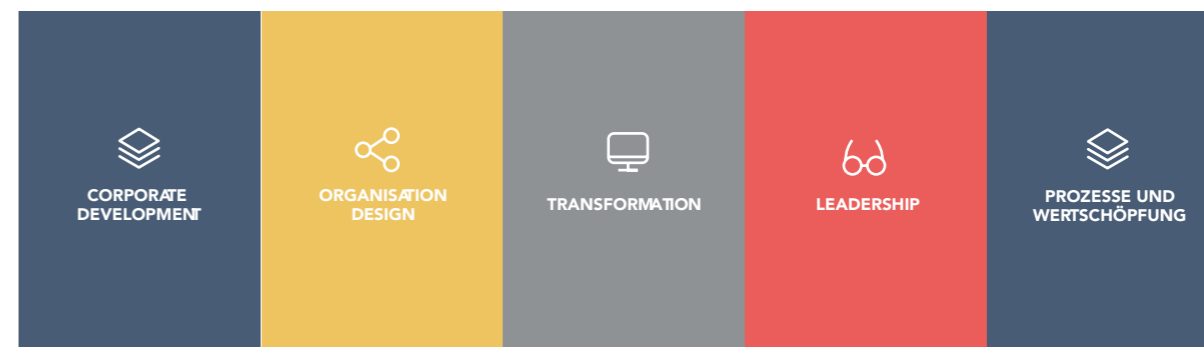 CORPORATE
DEVELOPMENT
ORGANISATION
DESIGN
TRANSFORMATION
LEADERSHIP
PROZESSE UND
WERTSCHÖPFUNG